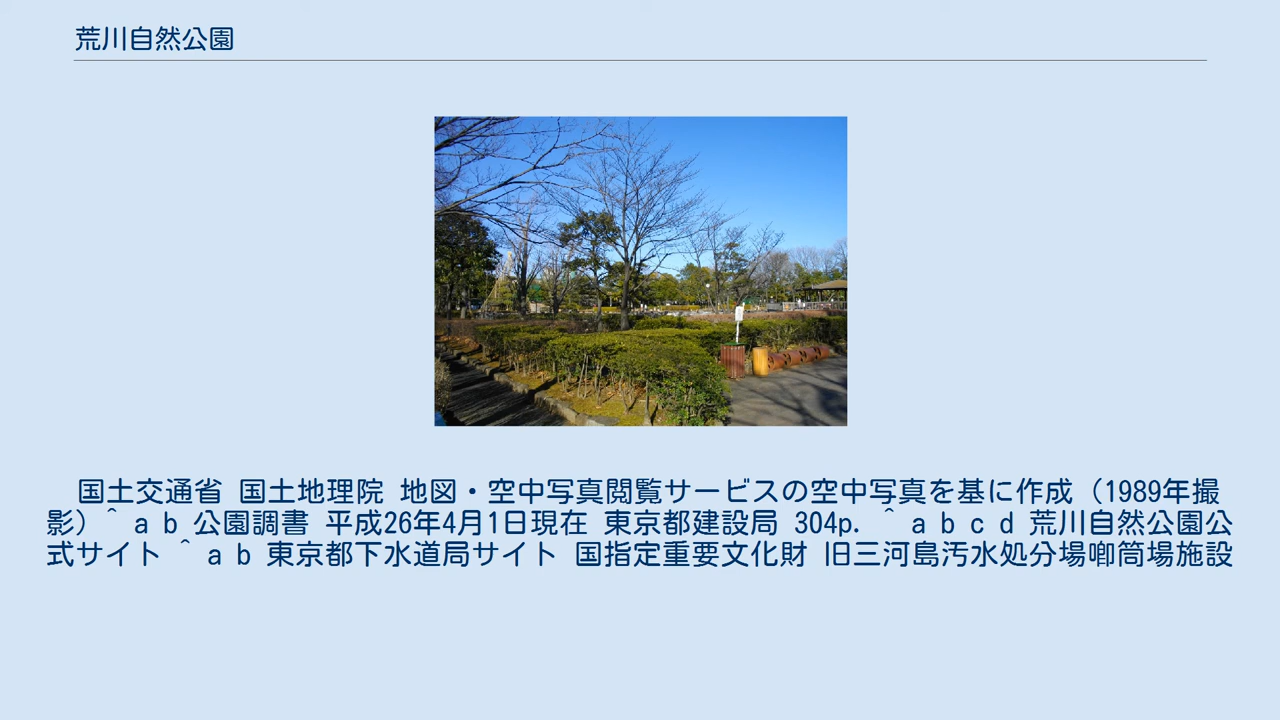 荒川自然公園
国土交通省 国土地理院 地図・空中写真閲覧サービスの空中写真を基に作成（1989年撮
影）^ a b 公園調書 平成26年4月1日現在 東京都建設局 304p. ^ a b c d 荒川自然公園公
式サイト ^ a b 東京都下水道局サイト 国指定重要文化財 旧三河島汚水処分場喞筒場施設